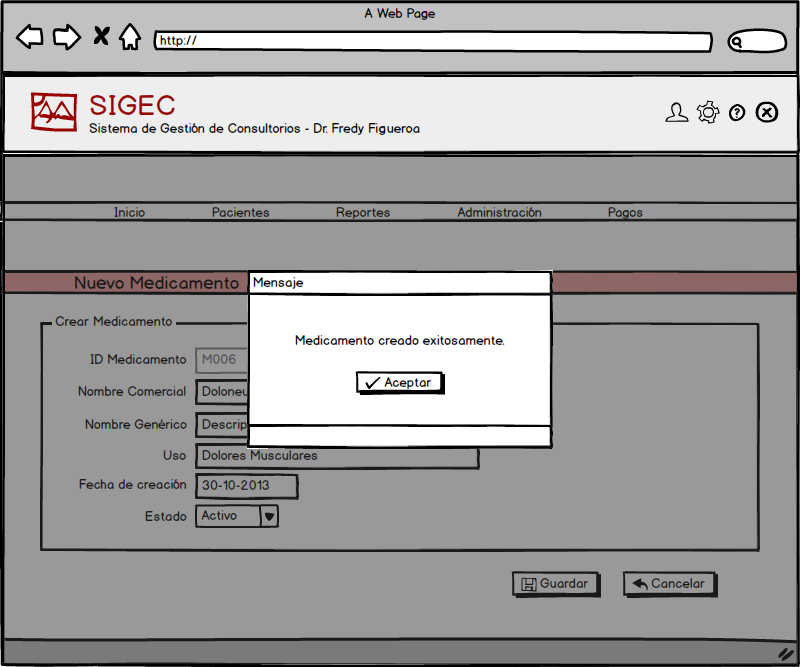 A Web Page
http://
SIGEC
Sistema de Gestión de Consultorios - Dr. Fredy Figueroa
?
Inicio Pacientes Reportes Administración Pagos
Nuevo Medicamento
Mensaje
Medicamento creado exitosamente.
Aceptar
Crear Medicamento
ID Medicamento M006
Nombre Comercial Doloneu
Nombre Genérico Descrip
Uso Dolores Musculares
Fecha de creación 30-10-2013
Estado Activo
Guardar Cancelar